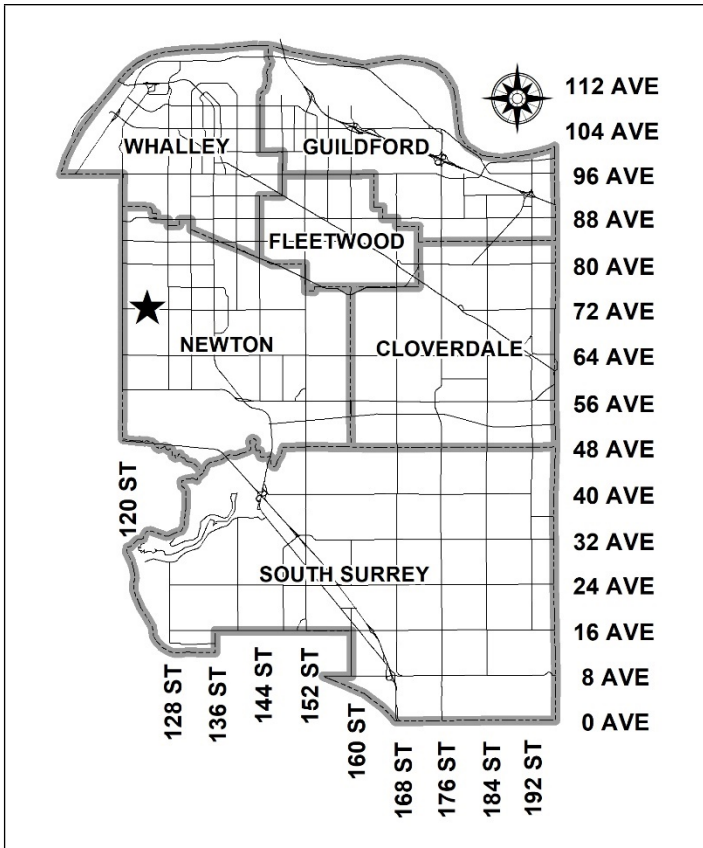 112 AVE
104 AVE
WHALLEY
GUILDFORD
96 AVE
88 AVE
FLEETWOOD
80 AVE
72 AVE
NEWTON
CLOVERDALE
64 AVE
56 AVE
48 AVE
120 ST
40 AVE
32 AVE
SOUTH SURREY
24 AVE
16 AVE
128 ST
136 ST
144 ST
152 ST
160 ST
8 AVE
0 AVE
168 ST
176 ST
184 ST
192 ST